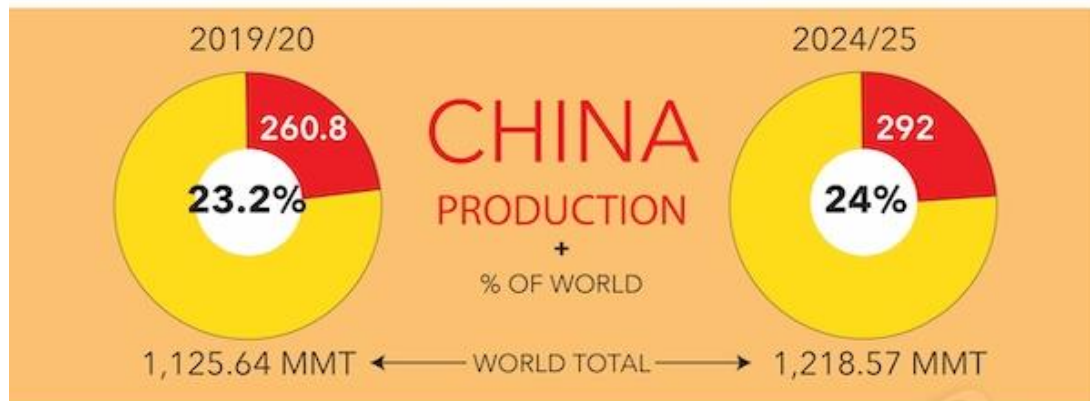 2019/20
260.8
23.2%
1,125.64 MMT
CHINA
PRODUCTION
+
% OF WORLD
WORLD TOTAL
2024/25
292
24%
1,218.57 MMT